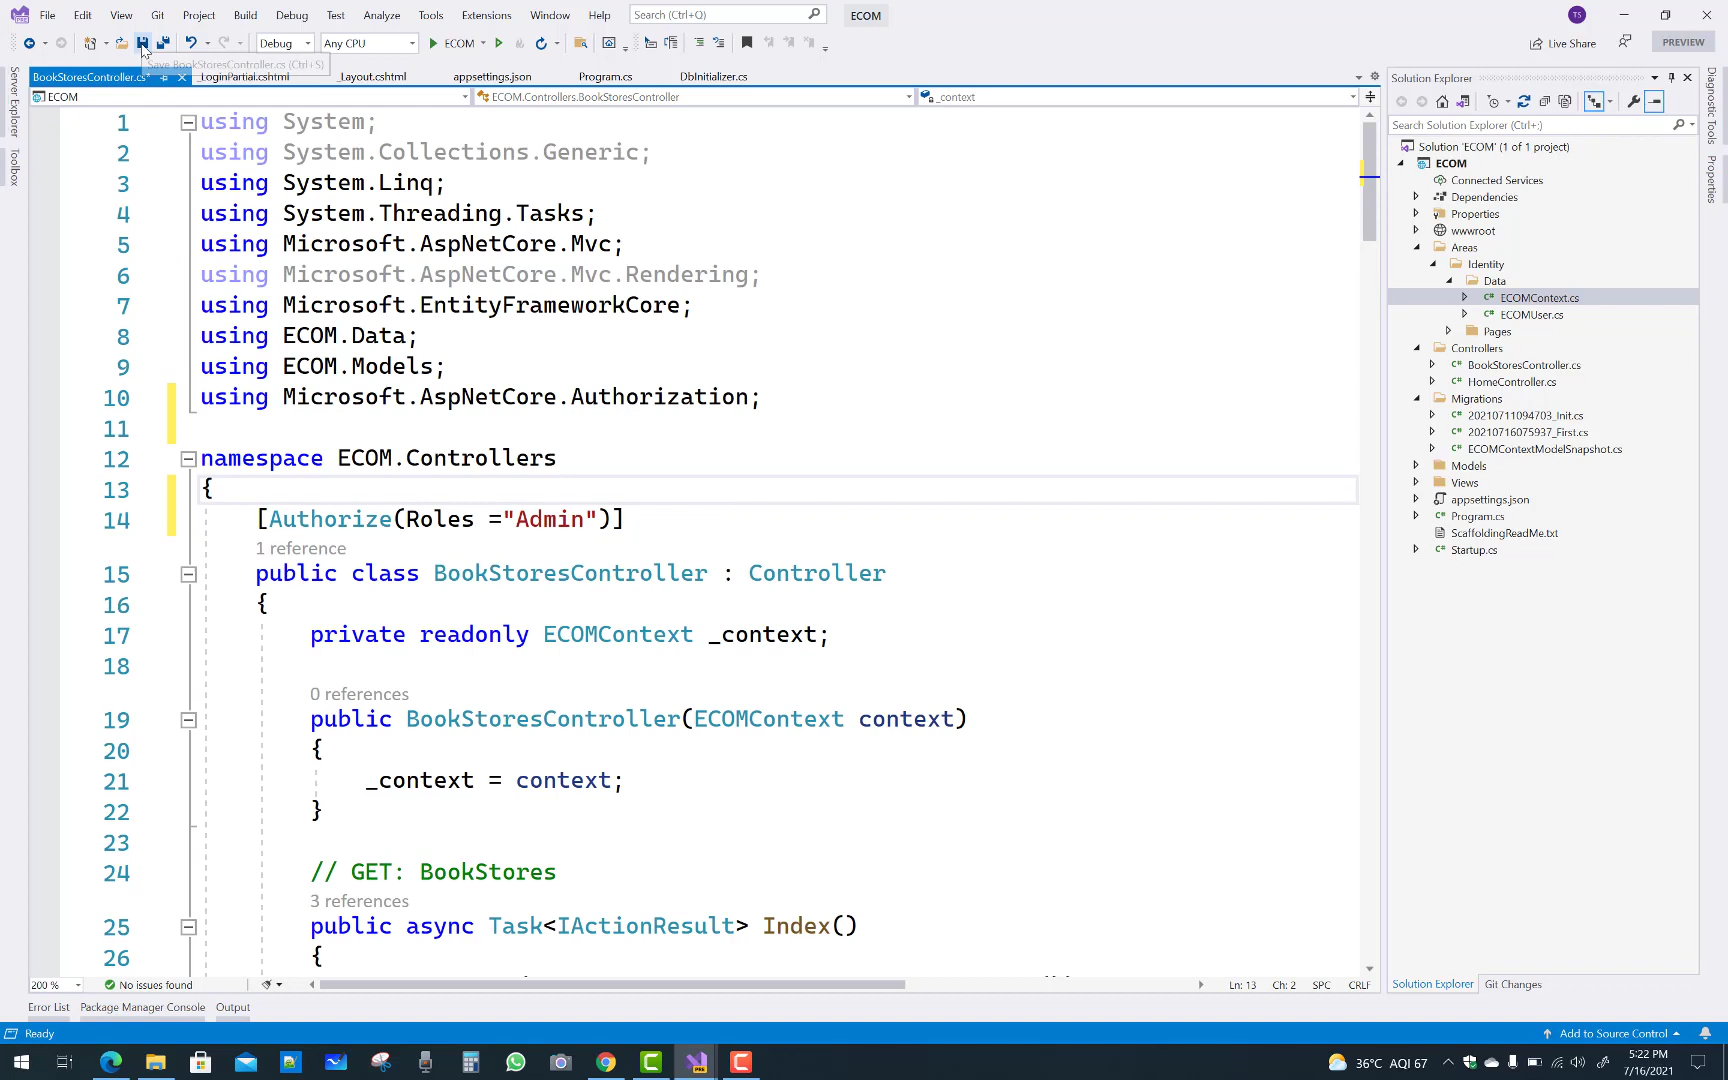 File Edit View Git Project Build Debug Test Analyze Tools Extensions Window Help Search (Ctrl+Q) ECOM TS
Debug Any CPU ECOM Live Share PREVIEW
Save BookStoresController.cs (Ctrl+S)
BookStoresController.cs* _LoginPartial.cshtml _Layout.cshtml appsettings.json Program.cs DbInitializer.cs
ECOM ECOM.Controllers.BookStoresController _context
Server Explorer
Toolbox
1 using System;
2 using System.Collections.Generic;
3 using System.Linq;
4 using System.Threading.Tasks;
5 using Microsoft.AspNetCore.Mvc;
6 using Microsoft.AspNetCore.Mvc.Rendering;
7 using Microsoft.EntityFrameworkCore;
8 using ECOM.Data;
9 using ECOM.Models;
10 using Microsoft.AspNetCore.Authorization;
11
12 namespace ECOM.Controllers
13 {
14 [Authorize(Roles ="Admin")]
1 reference
15 public class BookStoresController : Controller
16 {
17 private readonly ECOMContext _context;
18
0 references
19 public BookStoresController(ECOMContext context)
20 {
21 _context = context;
22 }
23
24 // GET: BookStores
3 references
25 public async Task<IActionResult> Index()
26 {
200 % No issues found Ln: 13 Ch: 2 SPC CRLF
Error List Package Manager Console Output
Solution Explorer
Search Solution Explorer (Ctrl+;)
Solution 'ECOM' (1 of 1 project)
ECOM
Connected Services
Dependencies
Properties
wwwroot
Areas
Identity
Data
ECOMContext.cs
ECOMUser.cs
Pages
Controllers
BookStoresController.cs
HomeController.cs
Migrations
20210711094703_Init.cs
20210716075937_First.cs
ECOMContextModelSnapshot.cs
Models
Views
appsettings.json
Program.cs
ScaffoldingReadMe.txt
Startup.cs
Solution Explorer Git Changes
Diagnostic Tools
Properties
Ready Add to Source Control
36°C AQI 67 5:22 PM
7/16/2021